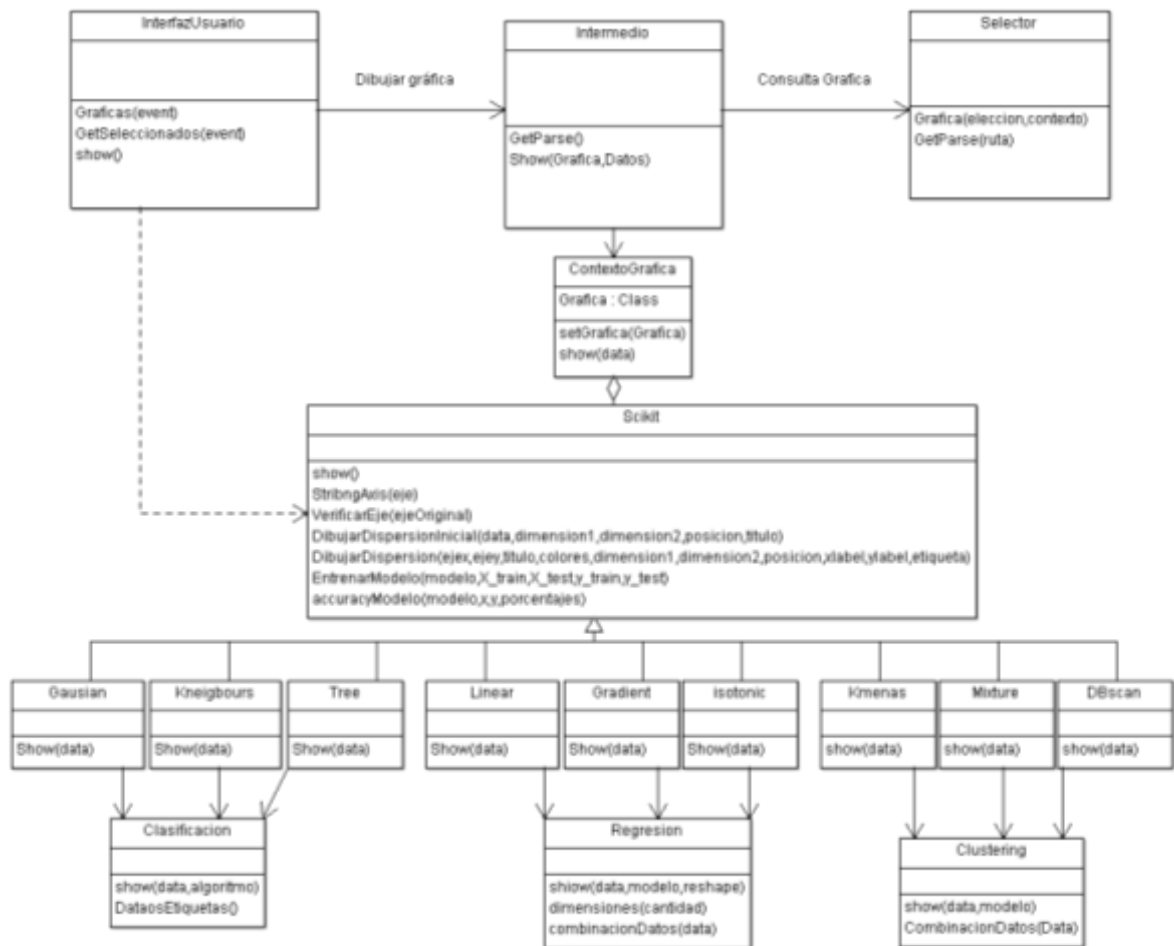 InterfazUsuario
Graficas(event)
GetSeleccionados(event)
show()
Dibujar gráfica
Intermedio
GetParse()
Show(Grafica,Datos)
Consulta Grafica
Selector
Grafica(eleccion,contexto)
GetParse(ruta)
ContextoGrafica
Grafica : Class
setGrafica(Grafica)
show(data)
Scikit
show()
StribngAxis(eje)
VerificarEje(ejeOriginal)
DibujarDispersionInicial(data,dimension1,dimension2,posicion,titulo)
DibujarDispersion(ejex,ejey,titulo,colores,dimension1,dimension2,posicion,xlabel,ylabel,etiqueta)
EntrenarModelo(modelo,X_train,X_test,y_train,y_test)
accuracyModelo(modelo,x,y,porcentajes)
Gausian
Show(data)
Kneigbours
Show(data)
Tree
Show(data)
Linear
Show(data)
Gradient
Show(data)
isotonic
Show(data)
Kmenas
show(data)
Mixture
show(data)
DBscan
show(data)
Clasificacion
show(data,algoritmo)
DataosEtiquetas()
Regresion
shiow(data,modelo,reshape)
dimensiones(cantidad)
combinacionDatos(data)
Clustering
show(data,modelo)
CombinacionDatos(Data)